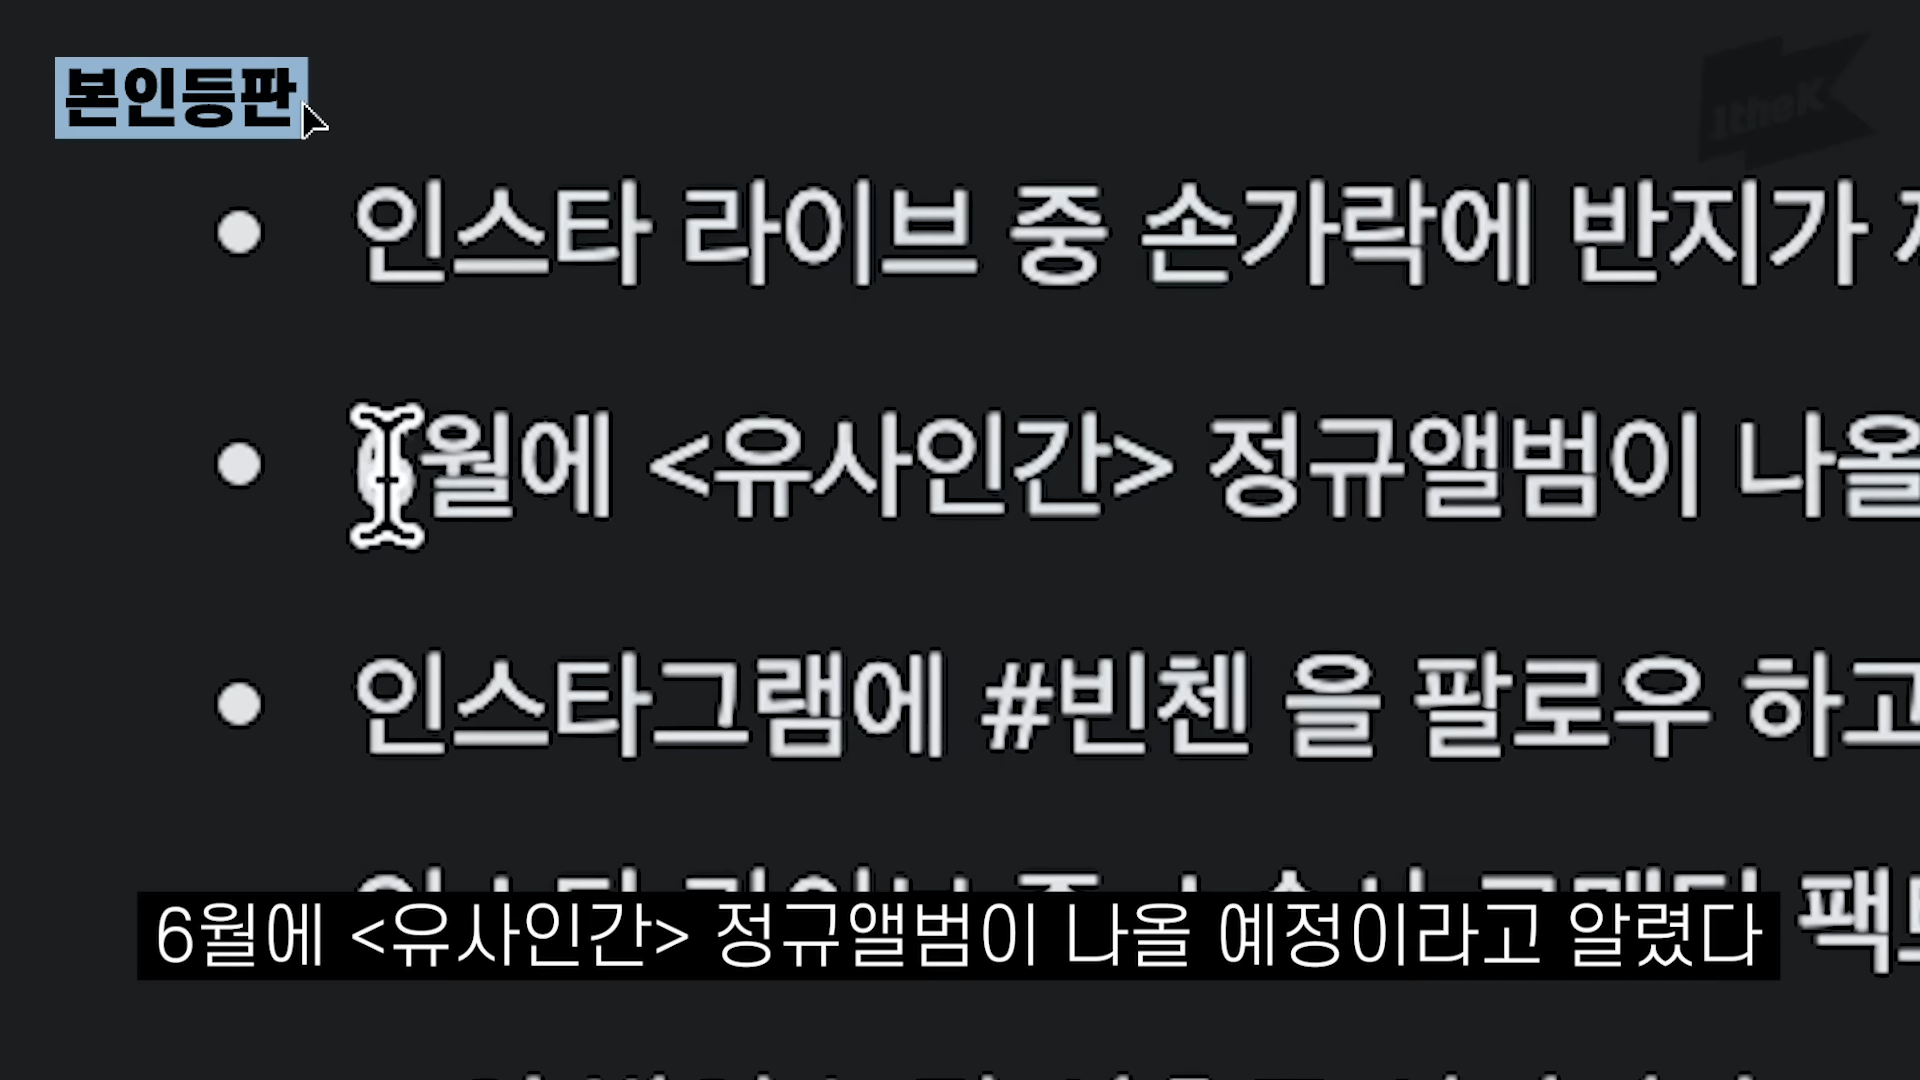 본인등판
1theK
• 인스타 라이브 중 손가락에 반지가
• 6월에 <유사인간> 정규앨범이 나올
• 인스타그램에 #빈첸 을 팔로우 하고
6월에 <유사인간> 정규앨범이 나올 예정이라고 알렸다